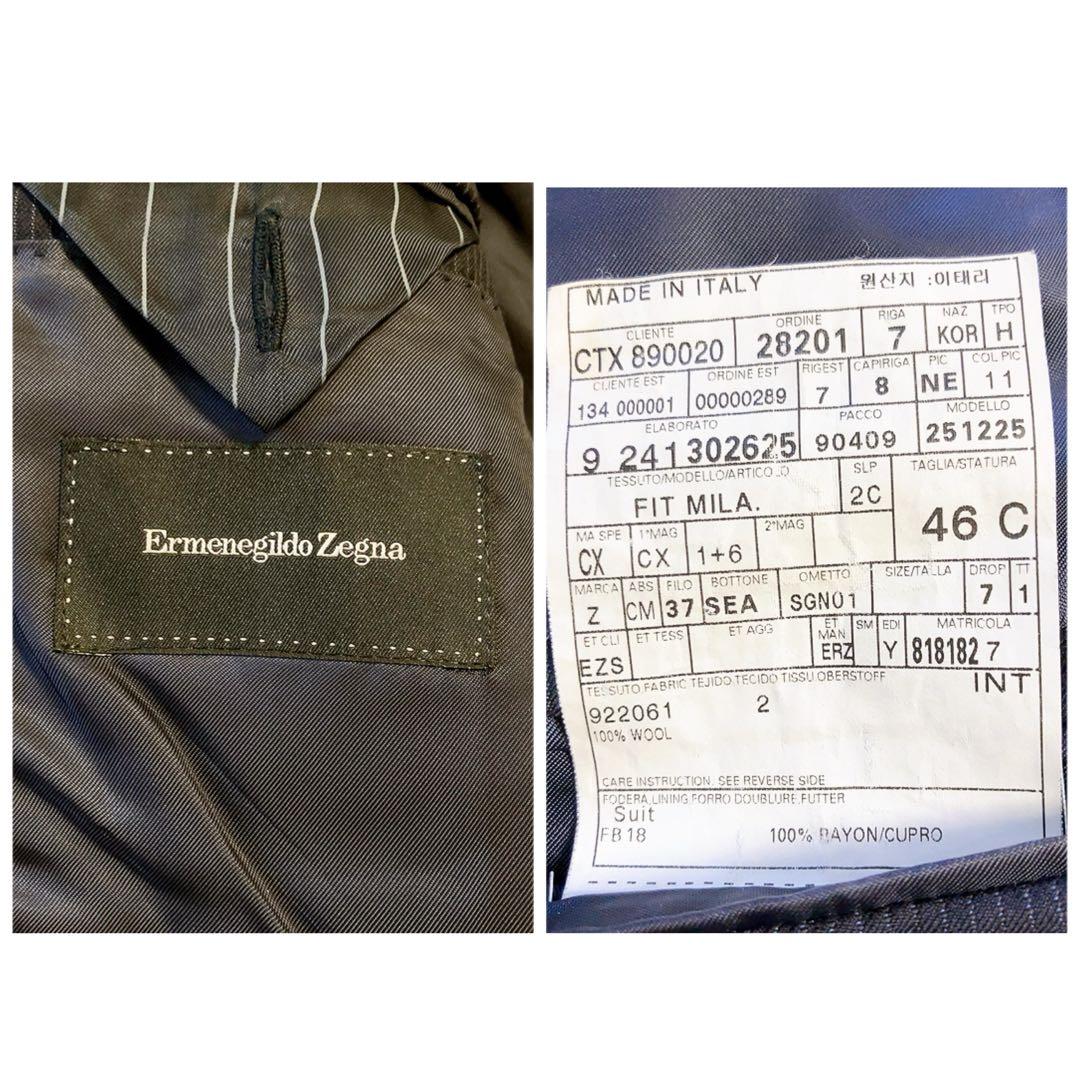 Ermenegildo Zegna
MADE IN ITALY 원산지 :이태리
CLIENTE ORDINE RIGA NAZ TPO
CTX 890020 28201 7 KOR H
CLIENTE EST ORDINE EST RIGEST CAPIRIGA PIC COL PIC
134 000001 00000289 7 8 NE 11
ELABORATO PACCO MODELLO
9 241302625 90409 251225
TESSUTO/MODELLO/ARTICOLO SLP TAGLIA/STATURA
FIT MILA. 2C 46 C
MA SPE 1°MAG 2°MAG
CX CX 1+6
MARCA ABS FILO BOTTONE OMETTO SIZE/TALLA DROP TT
Z CM 37 SEA SGN01 7 1
ET CLI ET TESS ET AGG ET MAN SM EDI MATRICOLA
EZS ERZ Y 818182 7
TESSUTO FABRIC TEJIDO TECIDO TISSU OBERSTOFF INT
922061 2
100% WOOL
CARE INSTRUCTION SEE REVERSE SIDE
FODERA,LINING,FORRO DOUBLURE,FUTTER
Suit
FB 18 100% RAYON/CUPRO